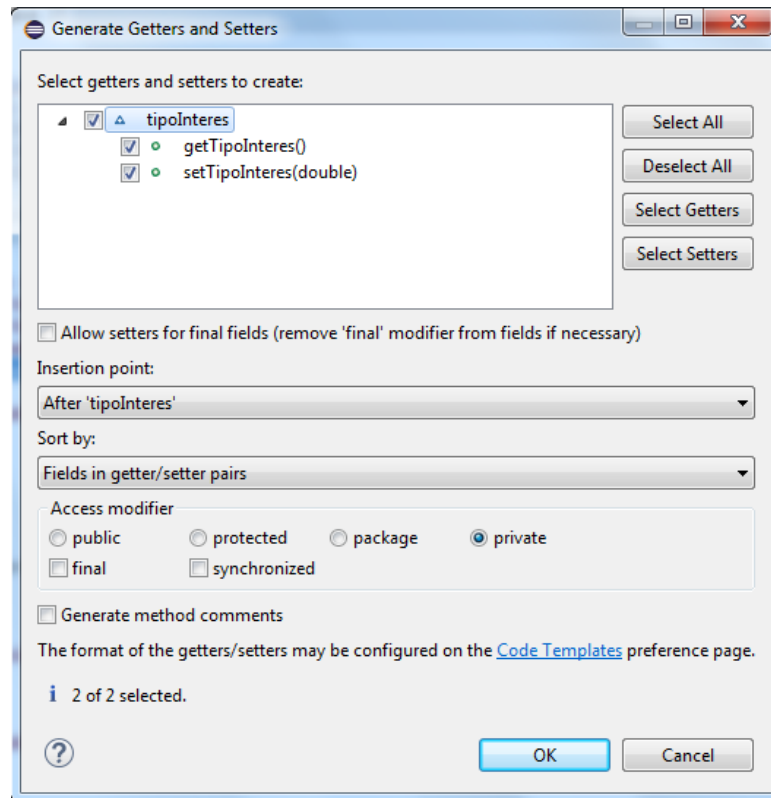 Generate Getters and Setters
Select getters and setters to create:
tipoInteres
getTipoInteres()
setTipoInteres(double)
Select All
Deselect All
Select Getters
Select Setters
Allow setters for final fields (remove 'final' modifier from fields if necessary)
Insertion point:
After 'tipoInteres'
Sort by:
Fields in getter/setter pairs
Access modifier
public protected package private
final synchronized
Generate method comments
The format of the getters/setters may be configured on the Code Templates preference page.
i 2 of 2 selected.
?
OK Cancel